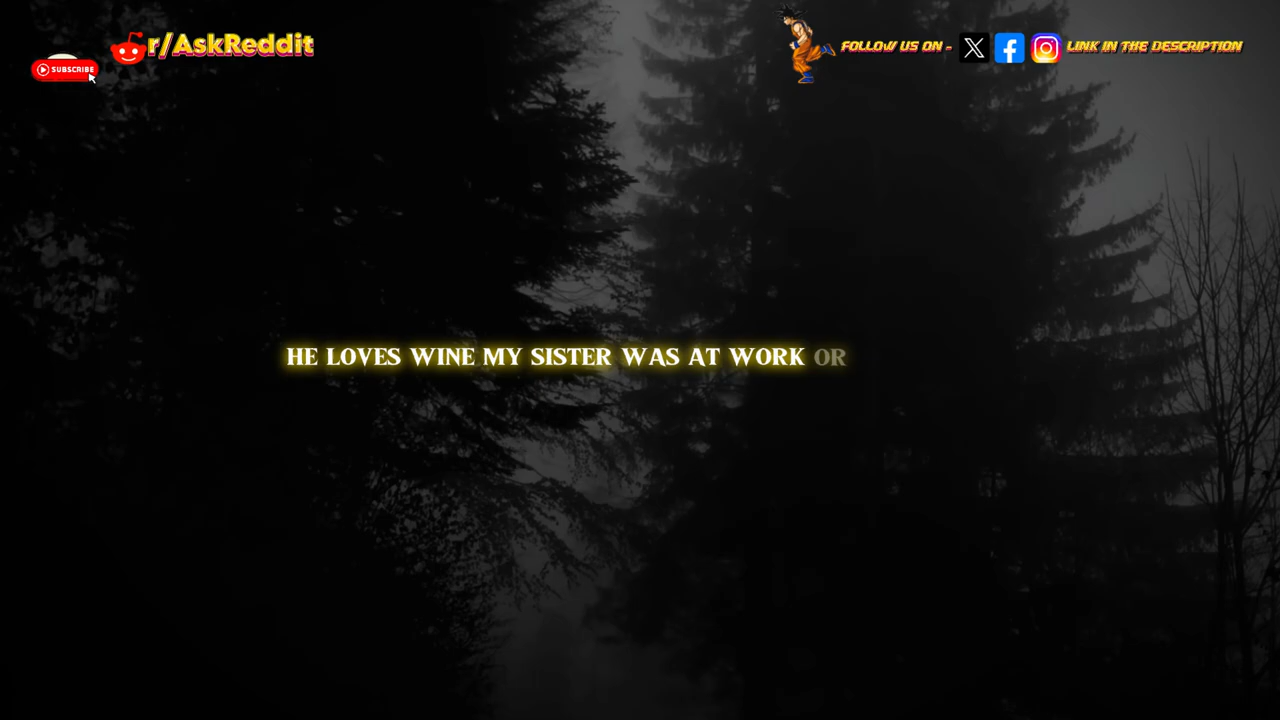 r/AskReddit
SUBSCRIBE
FOLLOW US ON -
LINK IN THE DESCRIPTION
HE LOVES WINE MY SISTER WAS AT WORK OR